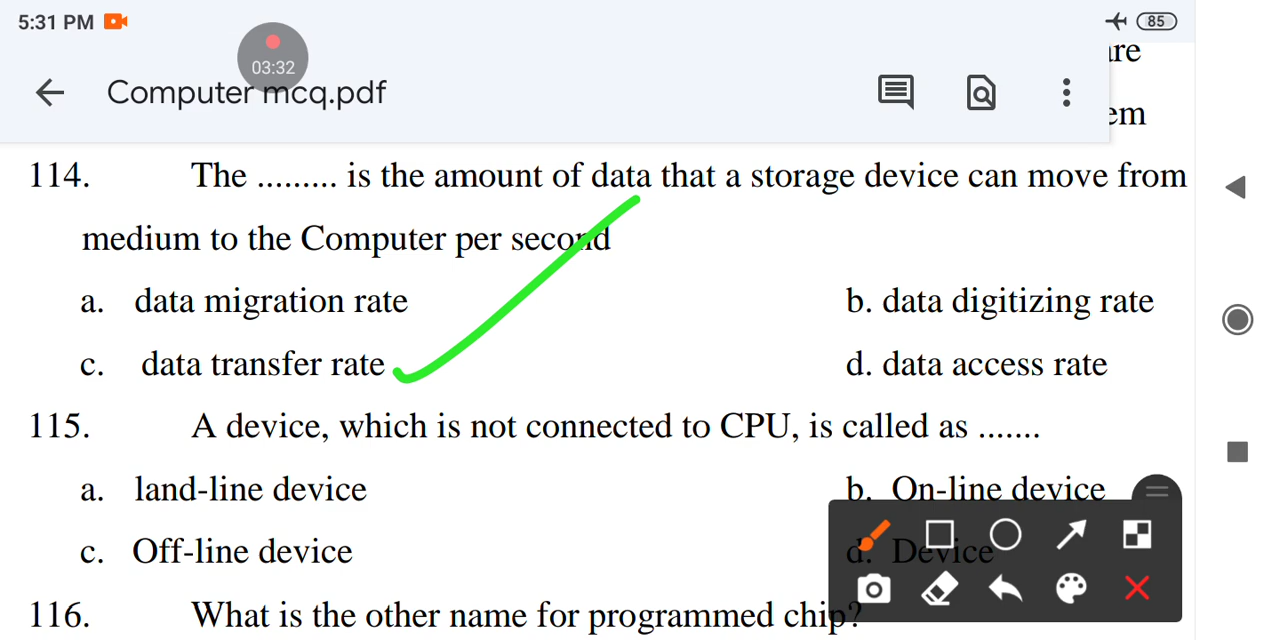 5:31 PM
85
03:32
Computer mcq.pdf
are
em
114. The ......... is the amount of data that a storage device can move from
medium to the Computer per second
a. data migration rate b. data digitizing rate
c. data transfer rate d. data access rate
115. A device, which is not connected to CPU, is called as .......
a. land-line device b. On-line device
c. Off-line device d. Device
116. What is the other name for programmed chip?